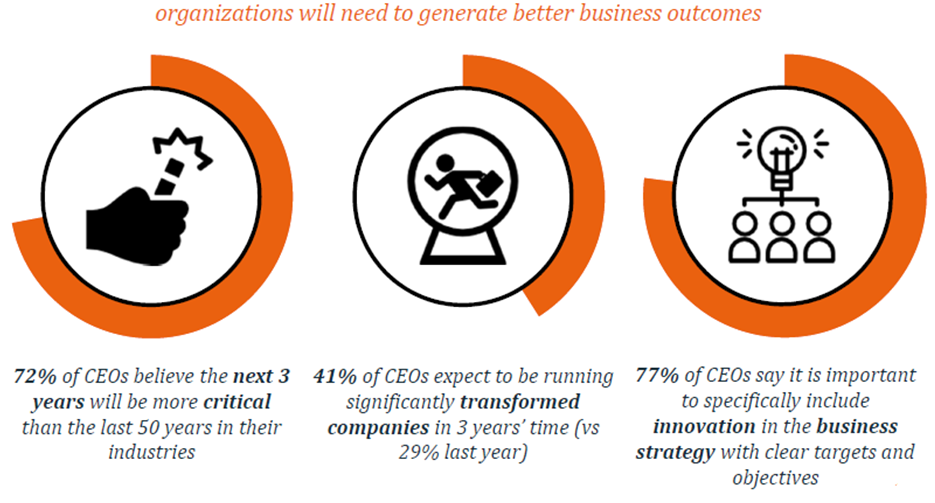 organizations will need to generate better business outcomes
72% of CEOs believe the next 3
years will be more critical
than the last 50 years in their
industries
41% of CEOs expect to be running
significantly transformed
companies in 3 years' time (vs
29% last year)
77% of CEOs say it is important
to specifically include
innovation in the business
strategy with clear targets and
objectives